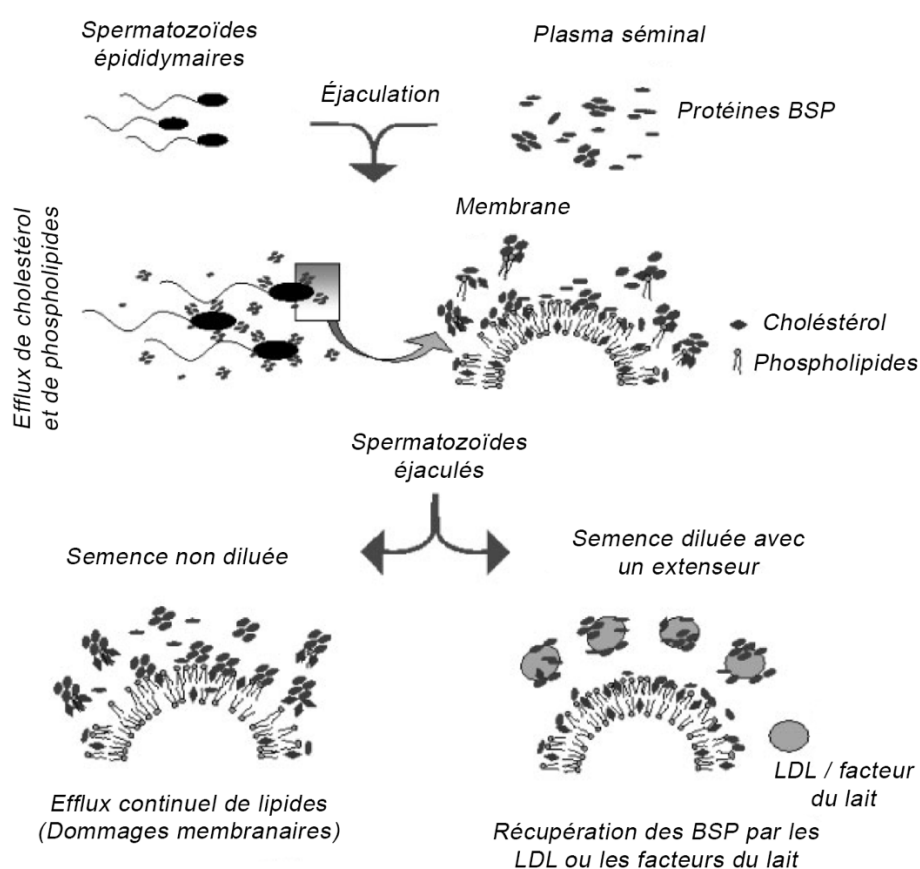 Spermatozoïdes
épididymaires
Plasma séminal
Éjaculation
Protéines BSP
Efflux de cholestérol
et de phospholipides
Membrane
Choléstérol
Phospholipides
Spermatozoïdes
éjaculés
Semence non diluée
Semence diluée avec
un extenseur
LDL / facteur
du lait
Efflux continuel de lipides
(Dommages membranaires)
Récupération des BSP par les
LDL ou les facteurs du lait